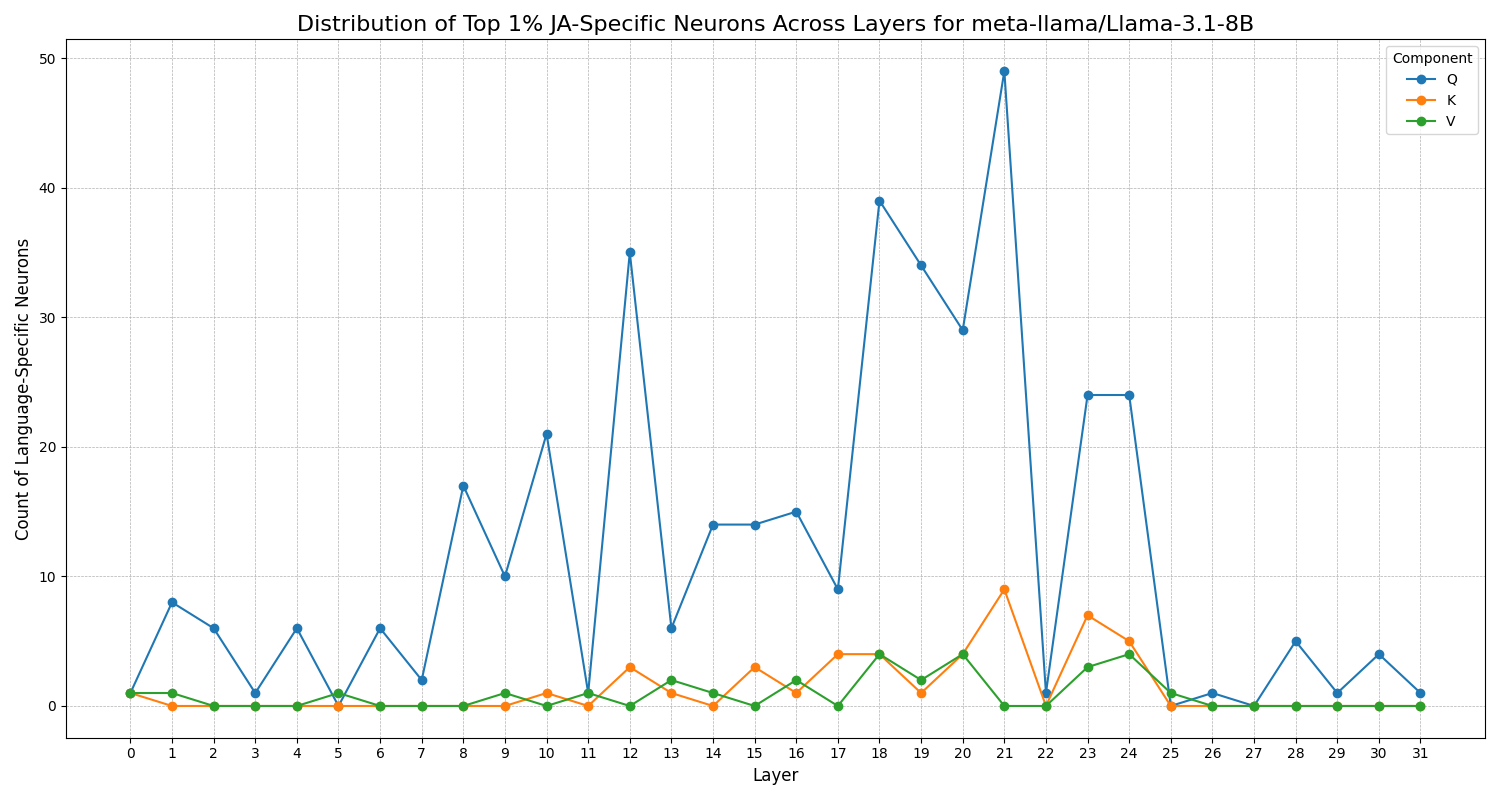 Distribution of Top 1% JA-Specific Neurons Across Layers for meta-llama/Llama-3.1-8B
Component
Q
K
V
Count of Language-Specific Neurons
50
40
30
20
10
0
0 1 2 3 4 5 6 7 8 9 10 11 12 13 14 15 16 17 18 19 20 21 22 23 24 25 26 27 28 29 30 31
Layer